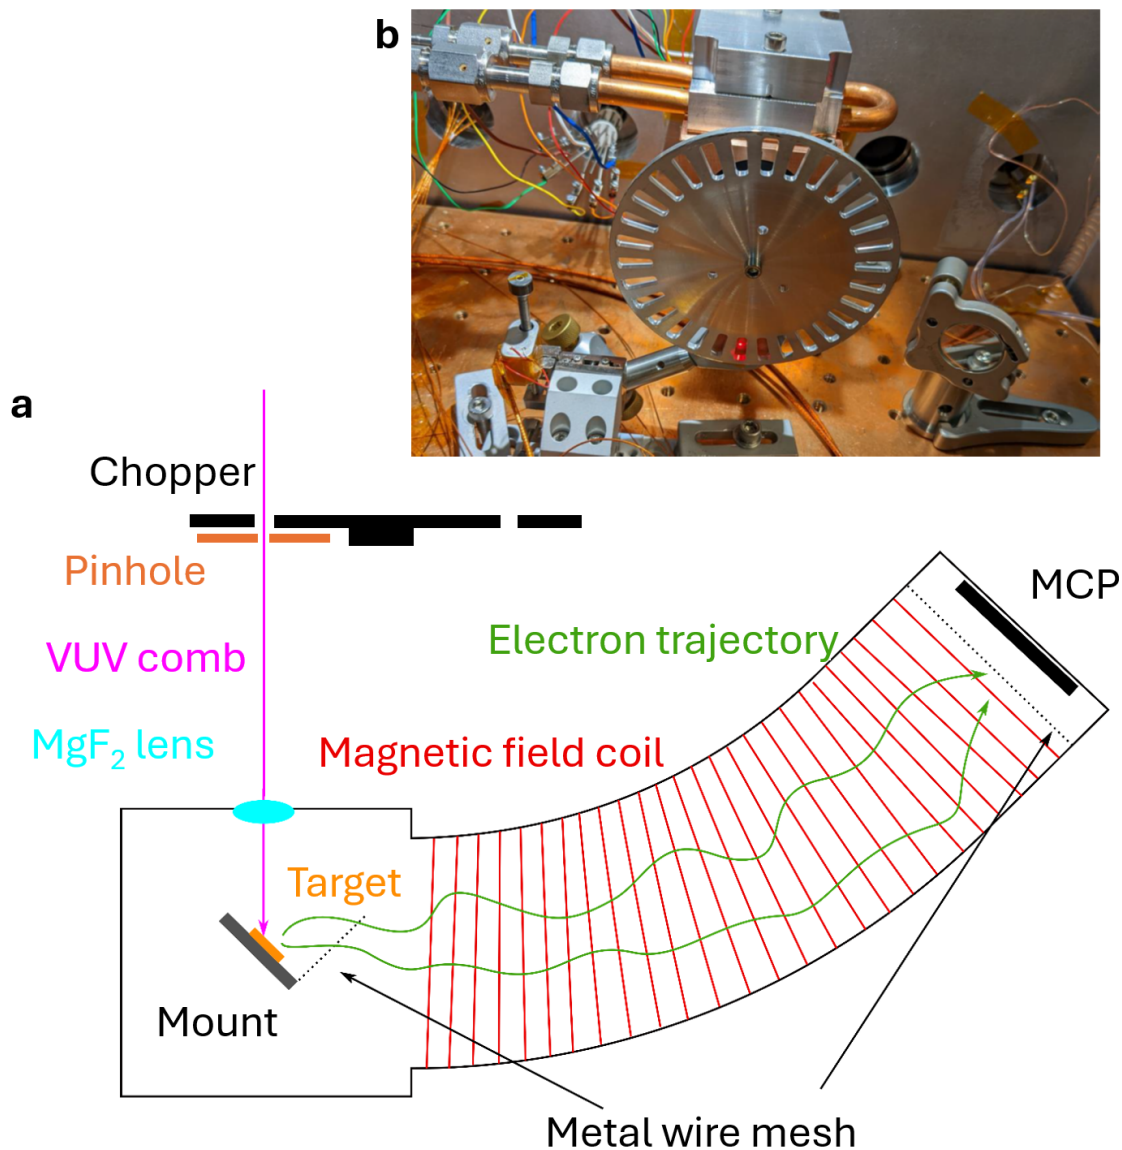 b
a
Chopper
Pinhole
MCP
Electron trajectory
VUV comb
MgF₂ lens
Magnetic field coil
Target
Mount
Metal wire mesh